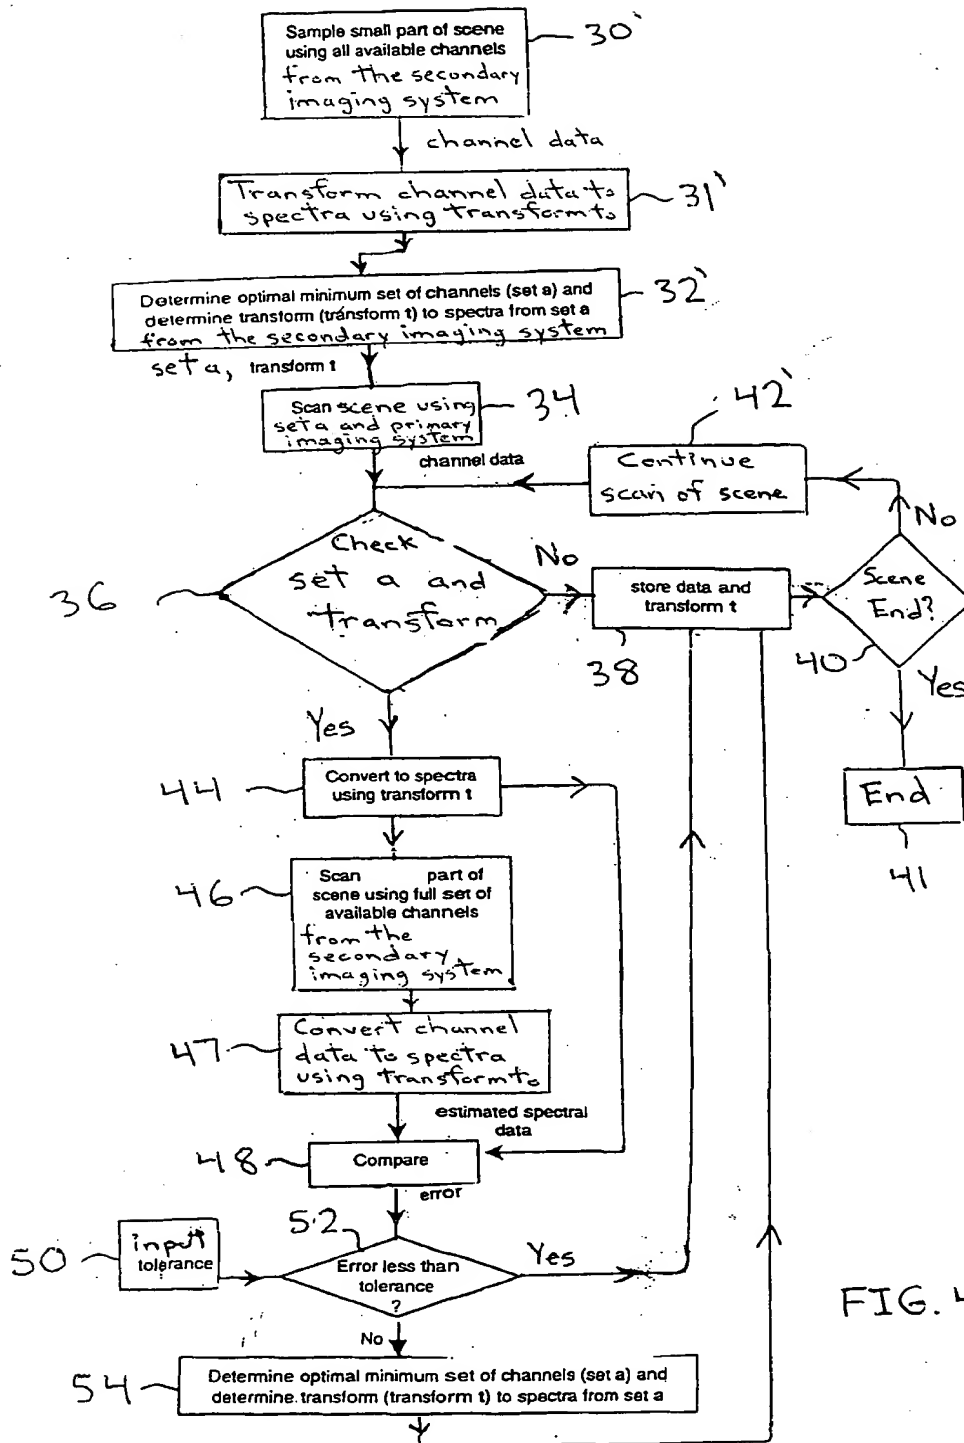 Sample small part of scene
using all available channels
from the secondary
imaging system
30'
channel data
Transform channel data to
spectra using transform to
31'
Determine optimal minimum set of channels (set a) and
determine transform (transform t) to spectra from set a
from the secondary imaging system
32'
set a, transform t
Scan scene using
set a and primary
imaging system
34
channel data
Continue
scan of scene
42'
No
Check
set a and
transform
36
No
store data and
transform t
38
Scene
End?
40
Yes
End
41
Yes
Convert to spectra
using transform t
44
Scan part of
scene using full set of
available channels
from the
secondary
imaging system
46
Convert channel
data to spectra
using transform to
47
estimated spectral
data
Compare
48
error
52
input
tolerance
50
Error less than
tolerance
?
Yes
No
FIG. 4
Determine optimal minimum set of channels (set a) and
determine transform (transform t) to spectra from set a
54